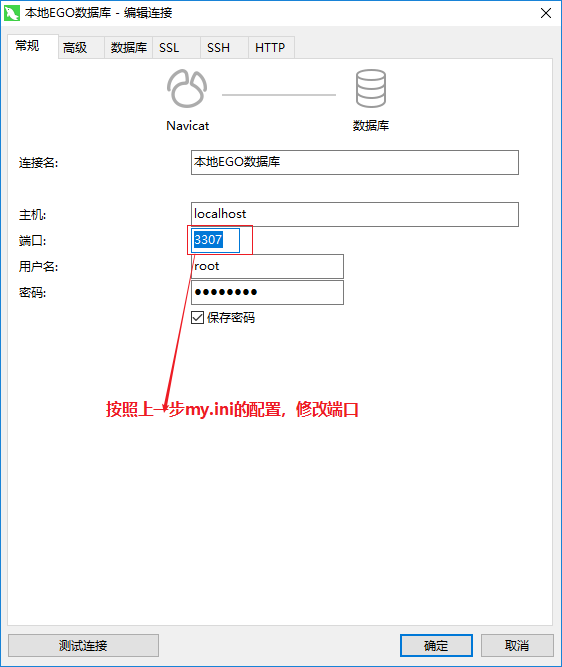 本地EGO数据库 - 编辑连接
常规 高级 数据库 SSL SSH HTTP
Navicat 数据库
连接名: 本地EGO数据库
主机: localhost
端口: 3307
用户名: root
密码: ●●●●●●●●
保存密码
按照上一步my.ini的配置，修改端口
测试连接 确定 取消